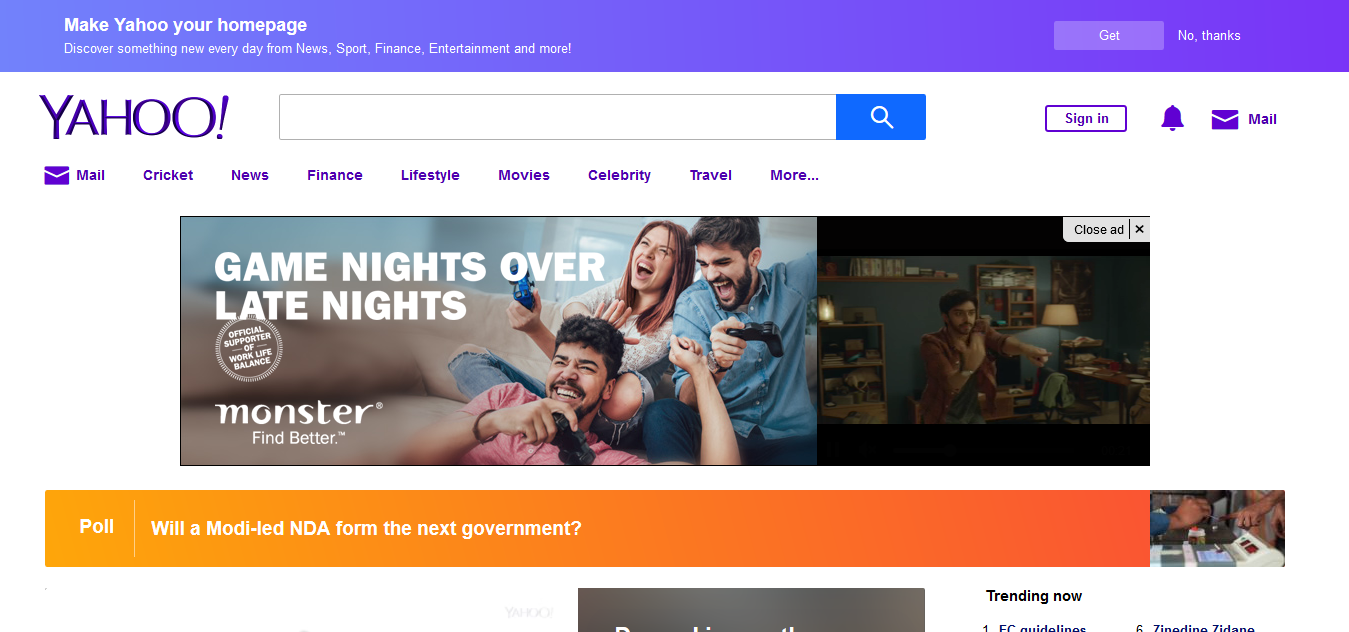 Make Yahoo your homepage
Discover something new every day from News, Sport, Finance, Entertainment and more!
Get
No, thanks
YAHOO!
Sign in
Mail
Mail
Cricket
News
Finance
Lifestyle
Movies
Celebrity
Travel
More...
Close ad
GAME NIGHTS OVER
LATE NIGHTS
OFFICIAL
SUPPORTER
OF
WORK LIFE
BALANCE
monster®
Find Better.™
Poll
Will a Modi-led NDA form the next government?
YAHOO!
Trending now
1. EC guidelines
6. Zinedine Zidane